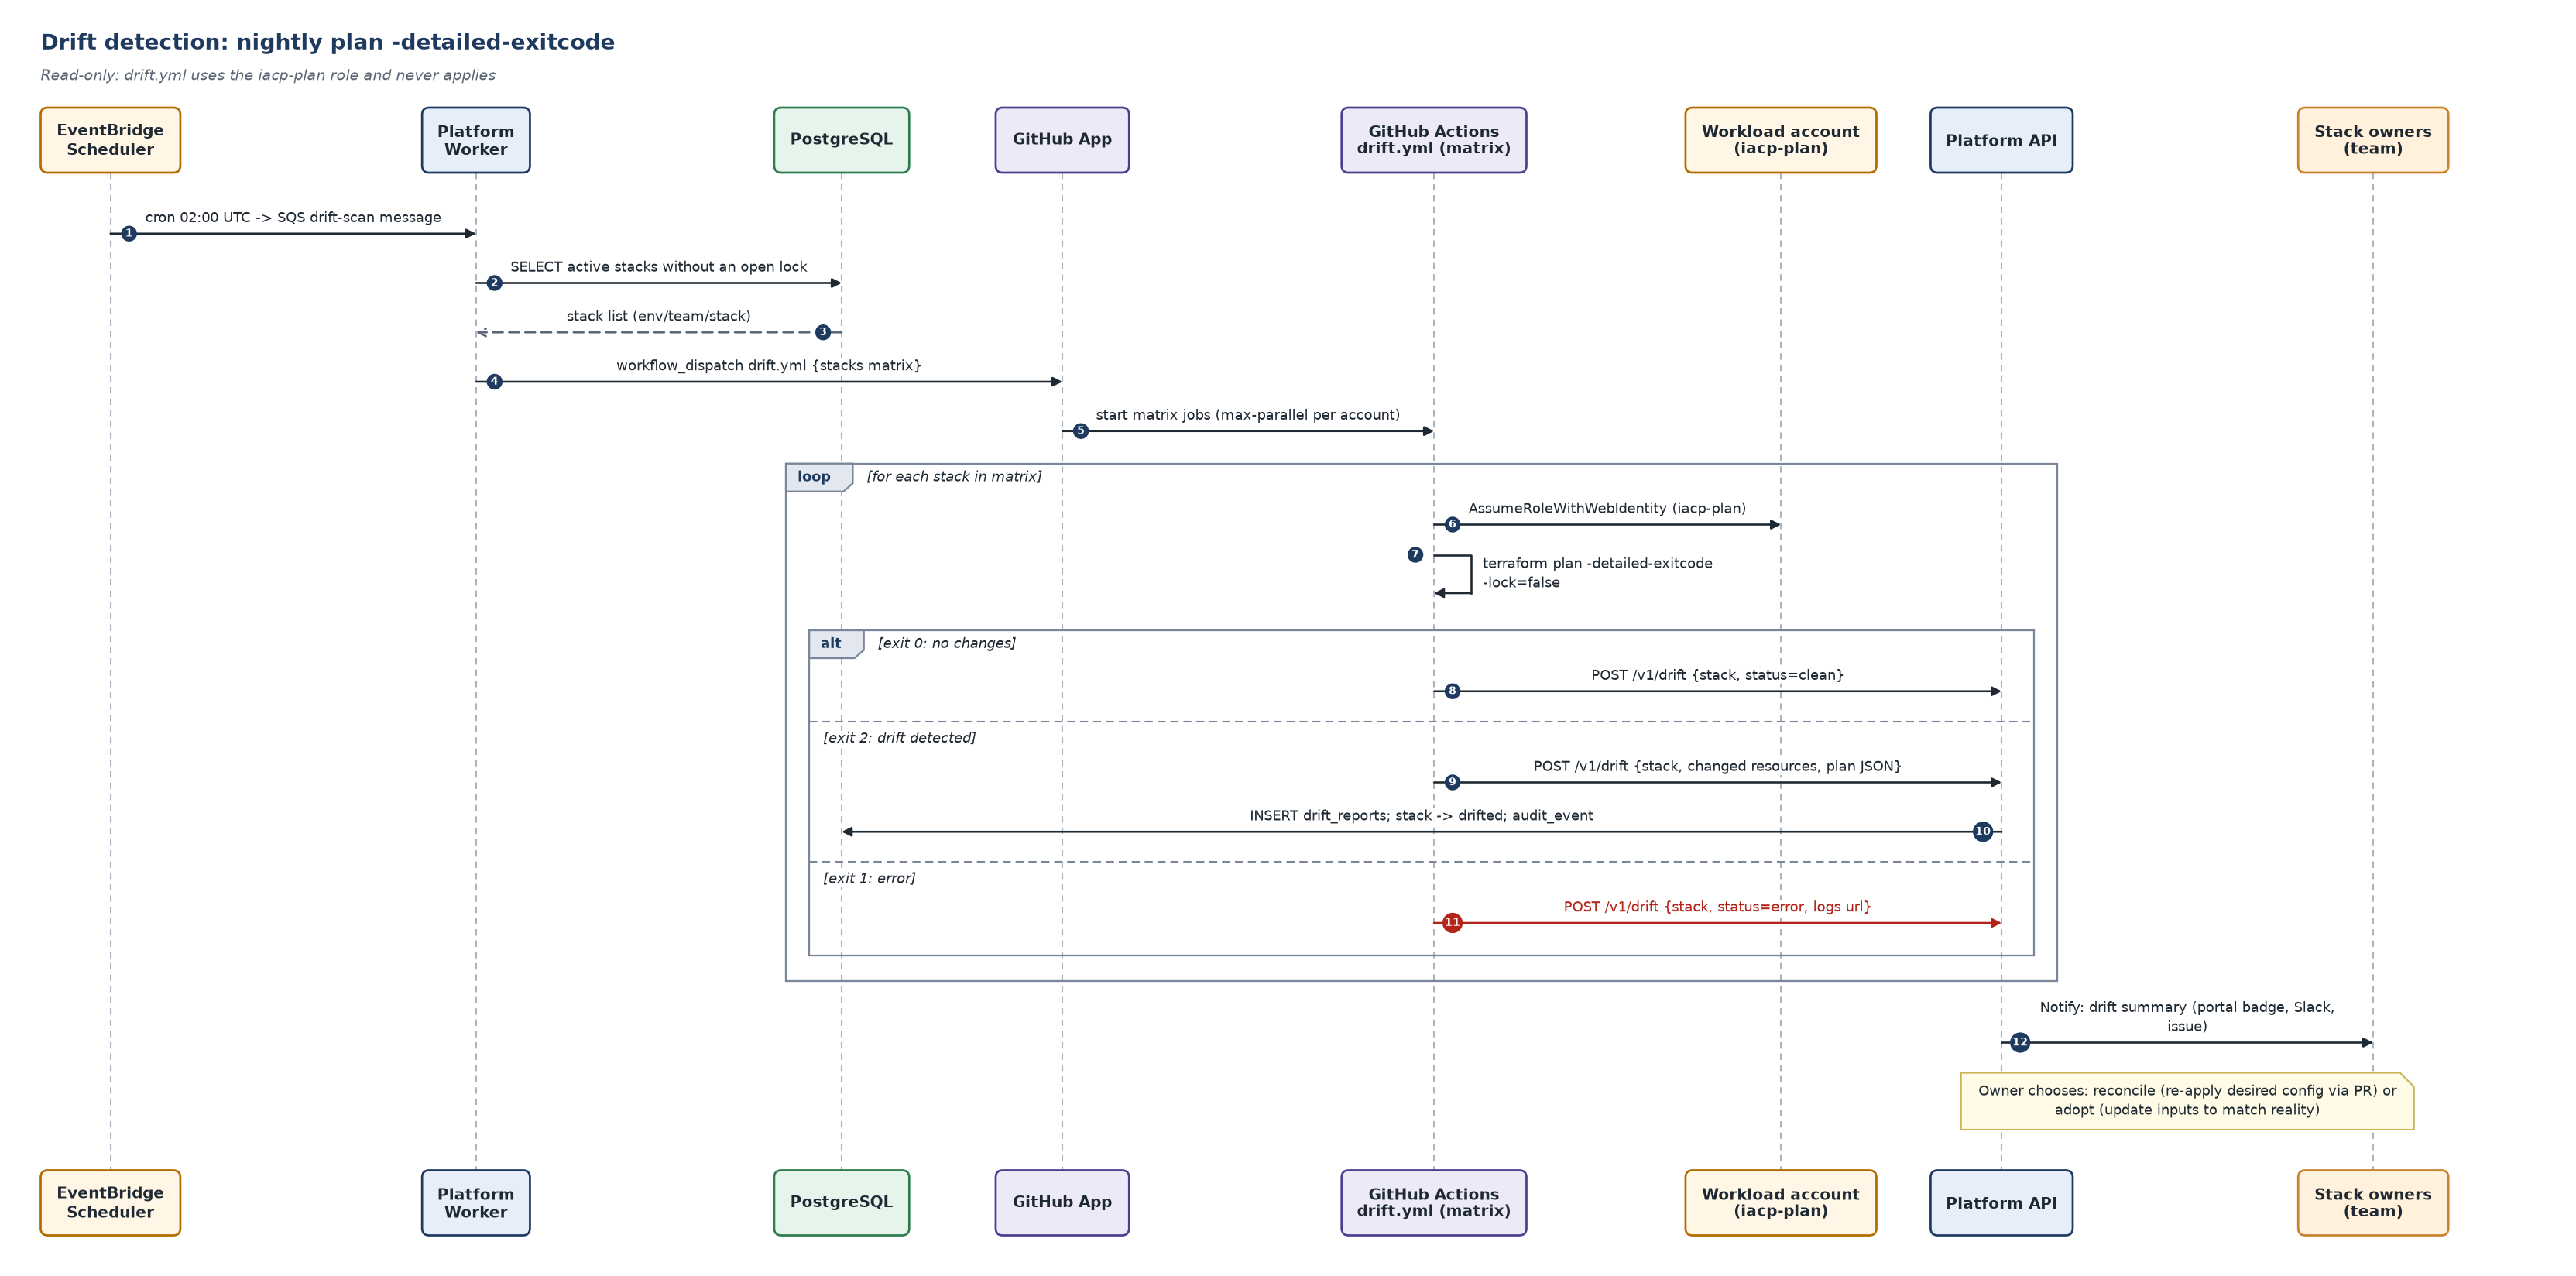 Drift detection: nightly plan -detailed-exitcode
Read-only: drift.yml uses the iacp-plan role and never applies
EventBridge
Scheduler
Platform
Worker
PostgreSQL
GitHub App
GitHub Actions
drift.yml (matrix)
Workload account
(iacp-plan)
Platform API
Stack owners
(team)
cron 02:00 UTC -> SQS drift-scan message
1
SELECT active stacks without an open lock
2
stack list (env/team/stack)
3
workflow_dispatch drift.yml {stacks matrix}
4
start matrix jobs (max-parallel per account)
5
loop
[for each stack in matrix]
AssumeRoleWithWebIdentity (iacp-plan)
6
7
terraform plan -detailed-exitcode
-lock=false
alt
[exit 0: no changes]
POST /v1/drift {stack, status=clean}
8
[exit 2: drift detected]
POST /v1/drift {stack, changed resources, plan JSON}
9
INSERT drift_reports; stack -> drifted; audit_event
10
[exit 1: error]
POST /v1/drift {stack, status=error, logs url}
11
Notify: drift summary (portal badge, Slack,
issue)
12
Owner chooses: reconcile (re-apply desired config via PR) or
adopt (update inputs to match reality)
EventBridge
Scheduler
Platform
Worker
PostgreSQL
GitHub App
GitHub Actions
drift.yml (matrix)
Workload account
(iacp-plan)
Platform API
Stack owners
(team)